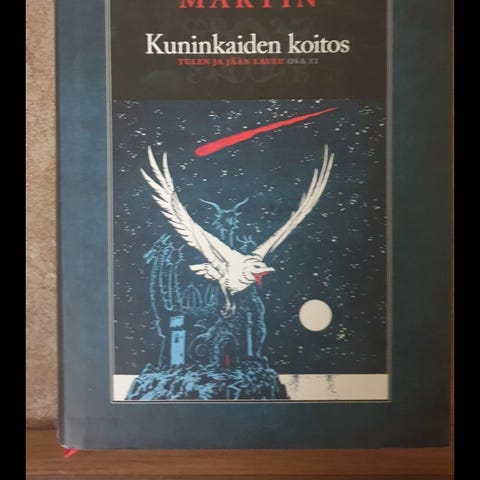 MARTIN
Kuninkaiden koitos
TULEN JA JÄÄN LAULU OSA II